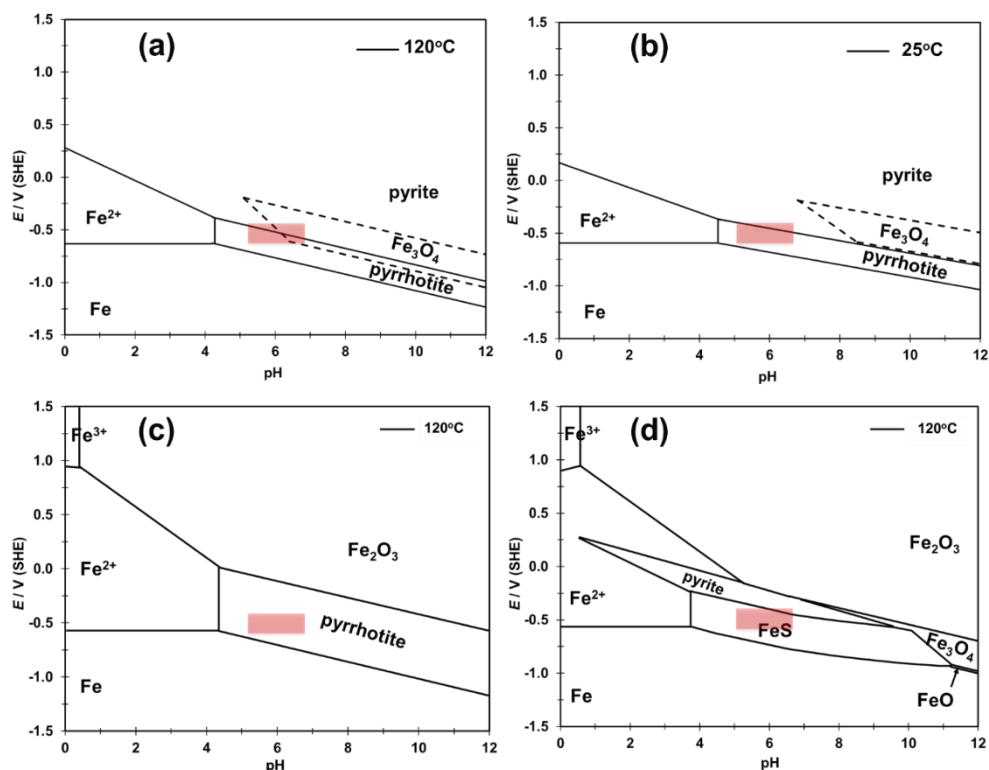 (a)
120°C
1.5
1.0
0.5
0.0
-0.5
-1.0
-1.5
E / V (SHE)
pyrite
Fe2+
Fe3O4
pyrrhotite
Fe
0 2 4 6 8 10 12
pH
(b)
25°C
1.5
1.0
0.5
0.0
-0.5
-1.0
-1.5
E / V (SHE)
pyrite
Fe2+
Fe3O4
pyrrhotite
Fe
0 2 4 6 8 10 12
pH
(c)
120°C
1.5
1.0
0.5
0.0
-0.5
-1.0
-1.5
E / V (SHE)
Fe3+
Fe2O3
Fe2+
pyrrhotite
Fe
0 2 4 6 8 10 12
pH
(d)
120°C
1.5
1.0
0.5
0.0
-0.5
-1.0
-1.5
E / V (SHE)
Fe3+
Fe2O3
pyrite
Fe2+
FeS
Fe3O4
FeO
Fe
0 2 4 6 8 10 12
pH